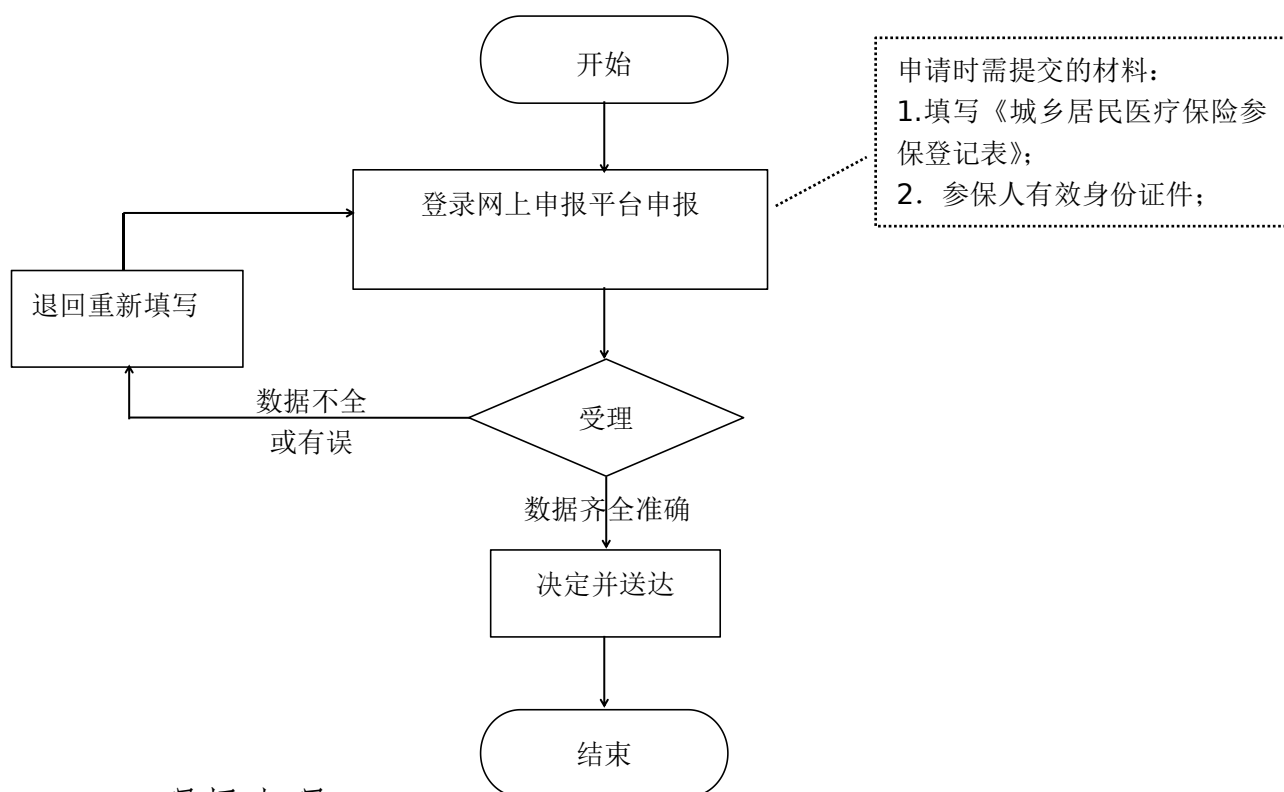 开始
申请时需提交的材料：
1.填写《城乡居民医疗保险参
保登记表》；
2．参保人有效身份证件；
登录网上申报平台申报
退回重新填写
数据不全
或有误
受理
数据齐全准确
决定并送达
结束